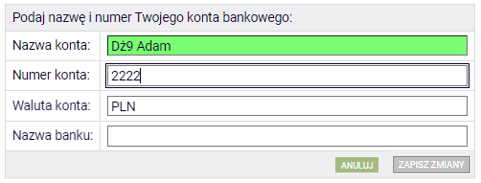 Podaj nazwę i numer Twojego konta bankowego:
Nazwa konta: Dż9 Adam
Numer konta: 2222
Waluta konta: PLN
Nazwa banku:
ANULUJ ZAPISZ ZMIANY